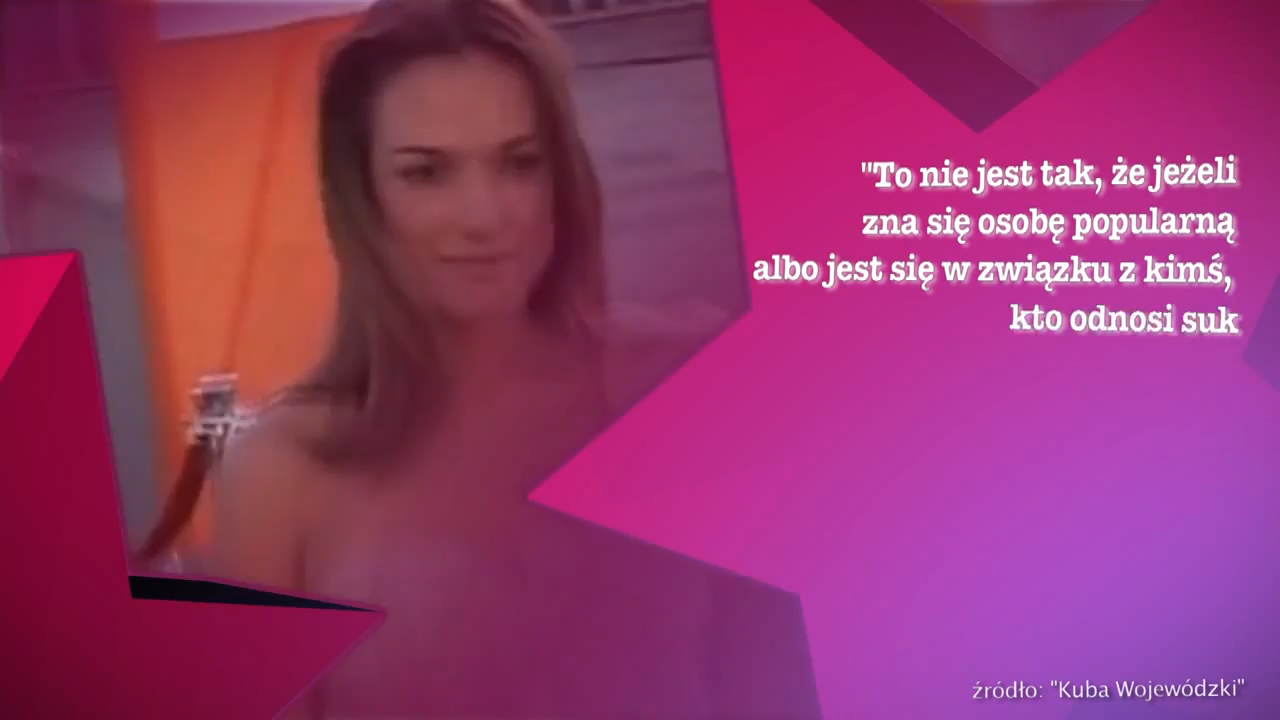 "To nie jest tak, że jeżeli
zna się osobę popularną
albo jest się w związku z kimś,
kto odnosi suk
źródło: "Kuba Wojewódzki"